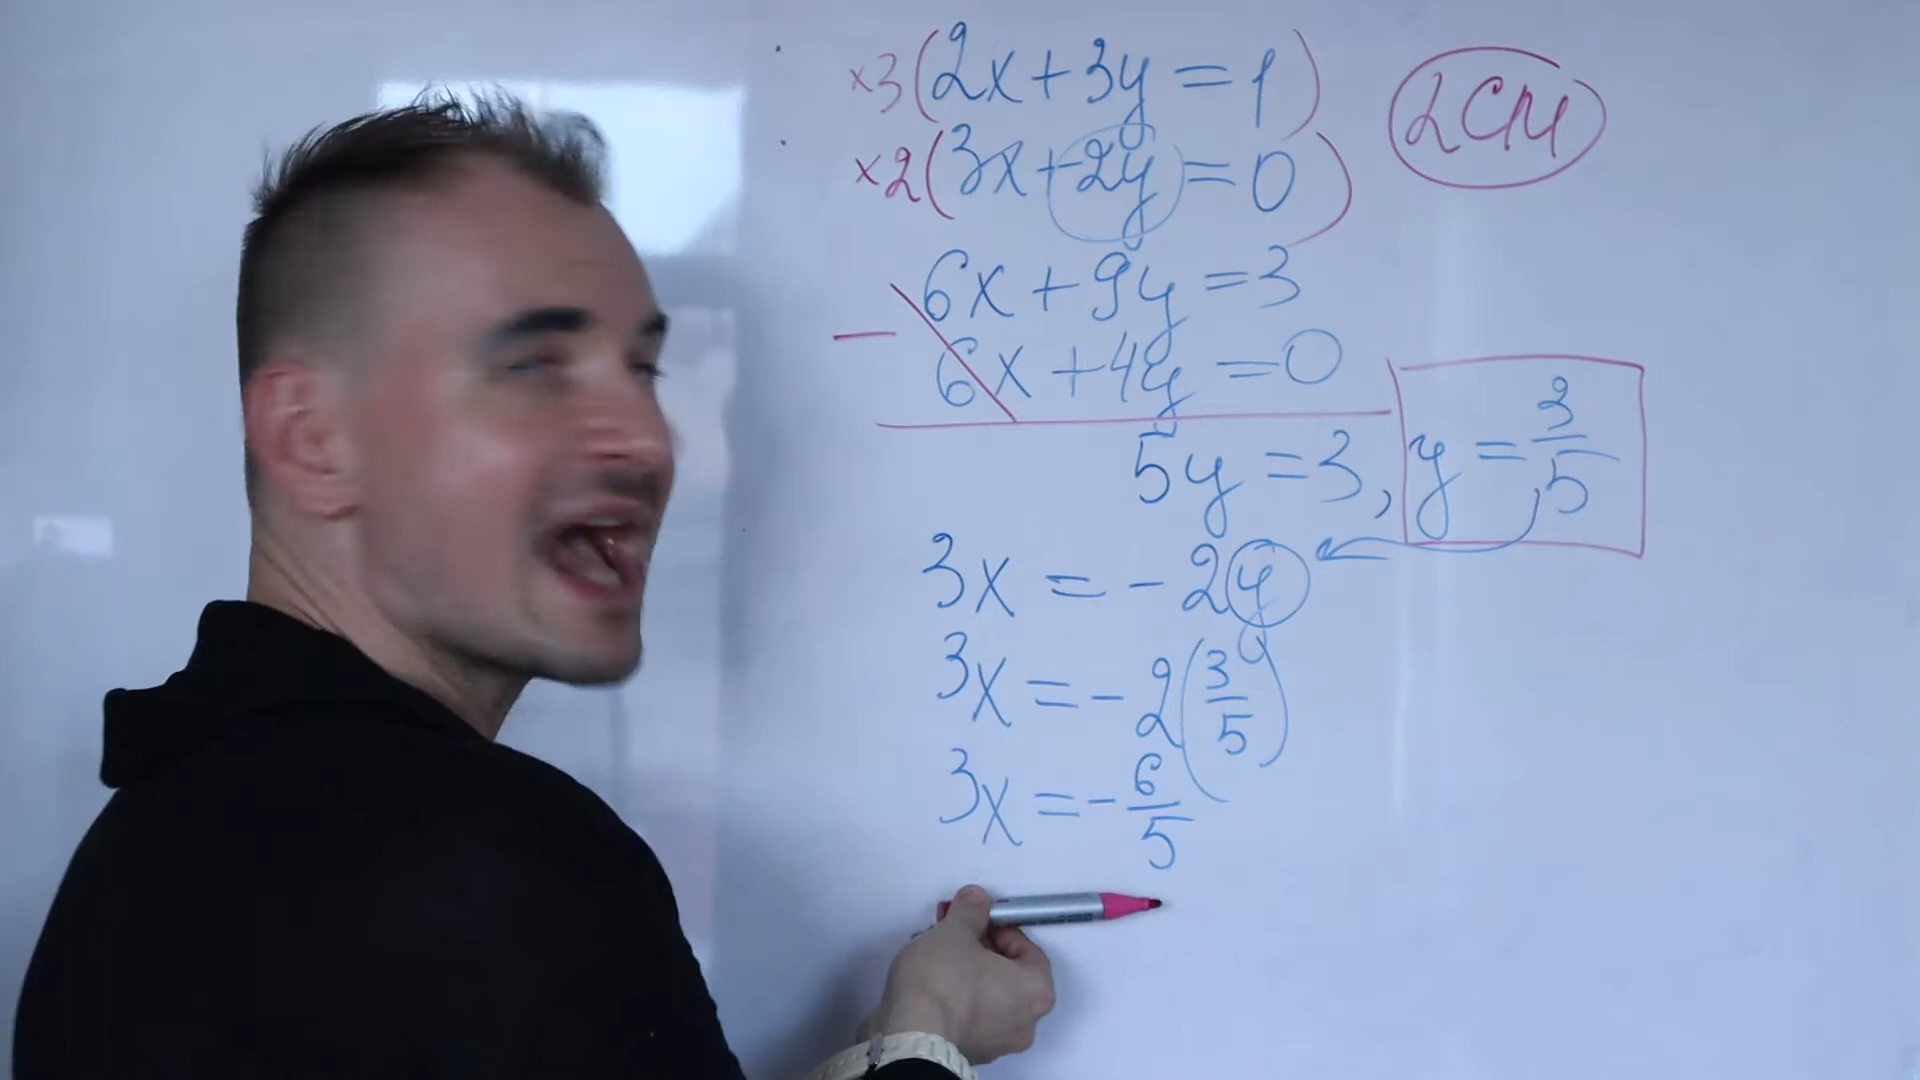 ×3(2x+3y=1)
×2(3x+2y=0)
6x+9y=3
− 6x+4y=0
5y=3, y=3/5
3x=-2y
3x=-2(3/5)
3x=-6/5